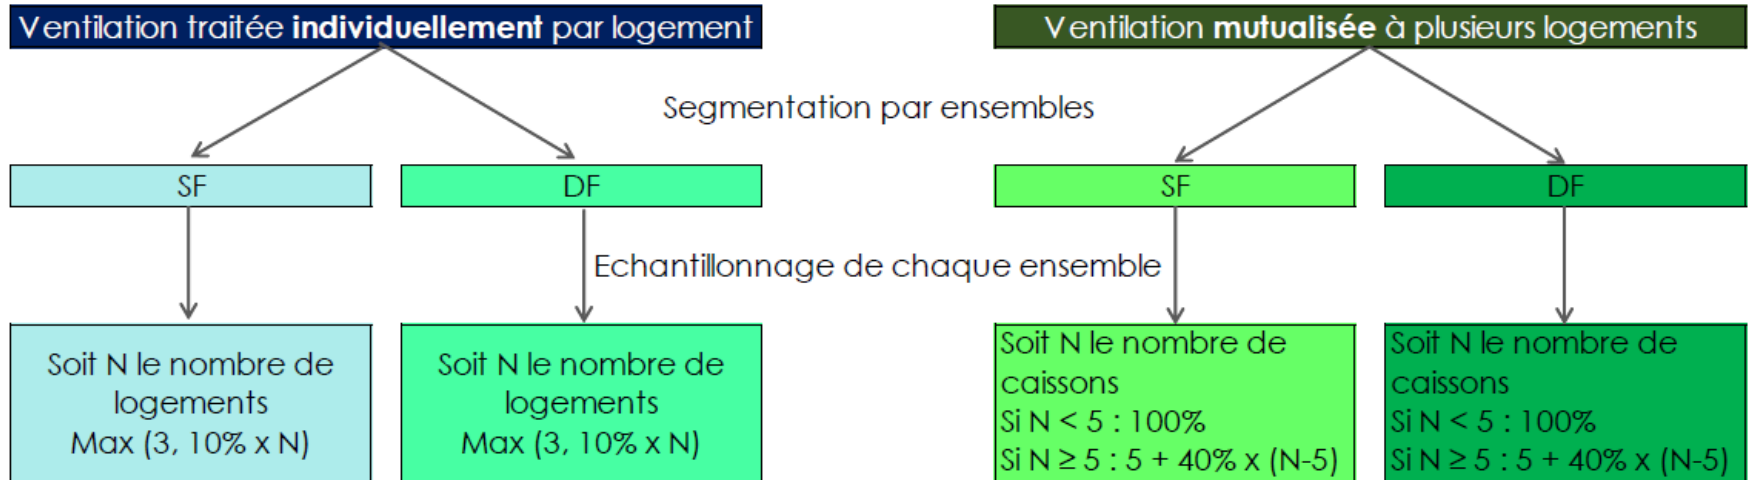 Ventilation traitée individuellement par logement
Ventilation mutualisée à plusieurs logements
Segmentation par ensembles
SF
DF
SF
DF
Echantillonnage de chaque ensemble
Soit N le nombre de
logements
Max (3, 10% x N)
Soit N le nombre de
logements
Max (3, 10% x N)
Soit N le nombre de
caissons
Si N < 5 : 100%
Si N ≥ 5 : 5 + 40% x (N-5)
Soit N le nombre de
caissons
Si N < 5 : 100%
Si N ≥ 5 : 5 + 40% x (N-5)